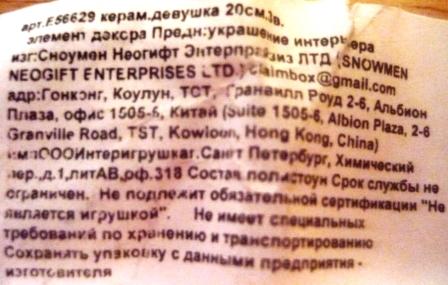 арт.E56629 керам.девушка 20см.3в.
элемент декора Предн:украшение интерьера
изг:Сноумен Неогифт Энтерпрайзиз ЛТД (SNOWMEN
NEOGIFT ENTERPRISES LTD.) claimbox@gmail.com
адр:Гонконг, Коулун, ТСТ, Гранвилл Роуд 2-6, Альбион
Плаза, офис 1505-6, Китай (Suite 1505-6, Albion Plaza, 2-6
Granville Road, TST, Kowloon, Hong Kong, China)
имп:ОООИнтеригрушкаг.Санкт Петербург, Химический
пер.,д.1,литАВ,оф.318 Состав полистоун Срок службы не
ограничен. Не подлежит обязательной сертификации "Не
является игрушкой". Не имеет специальных
требований по хранению и транспортированию
Сохранять упаковку с данными предприятия -
изготовителя